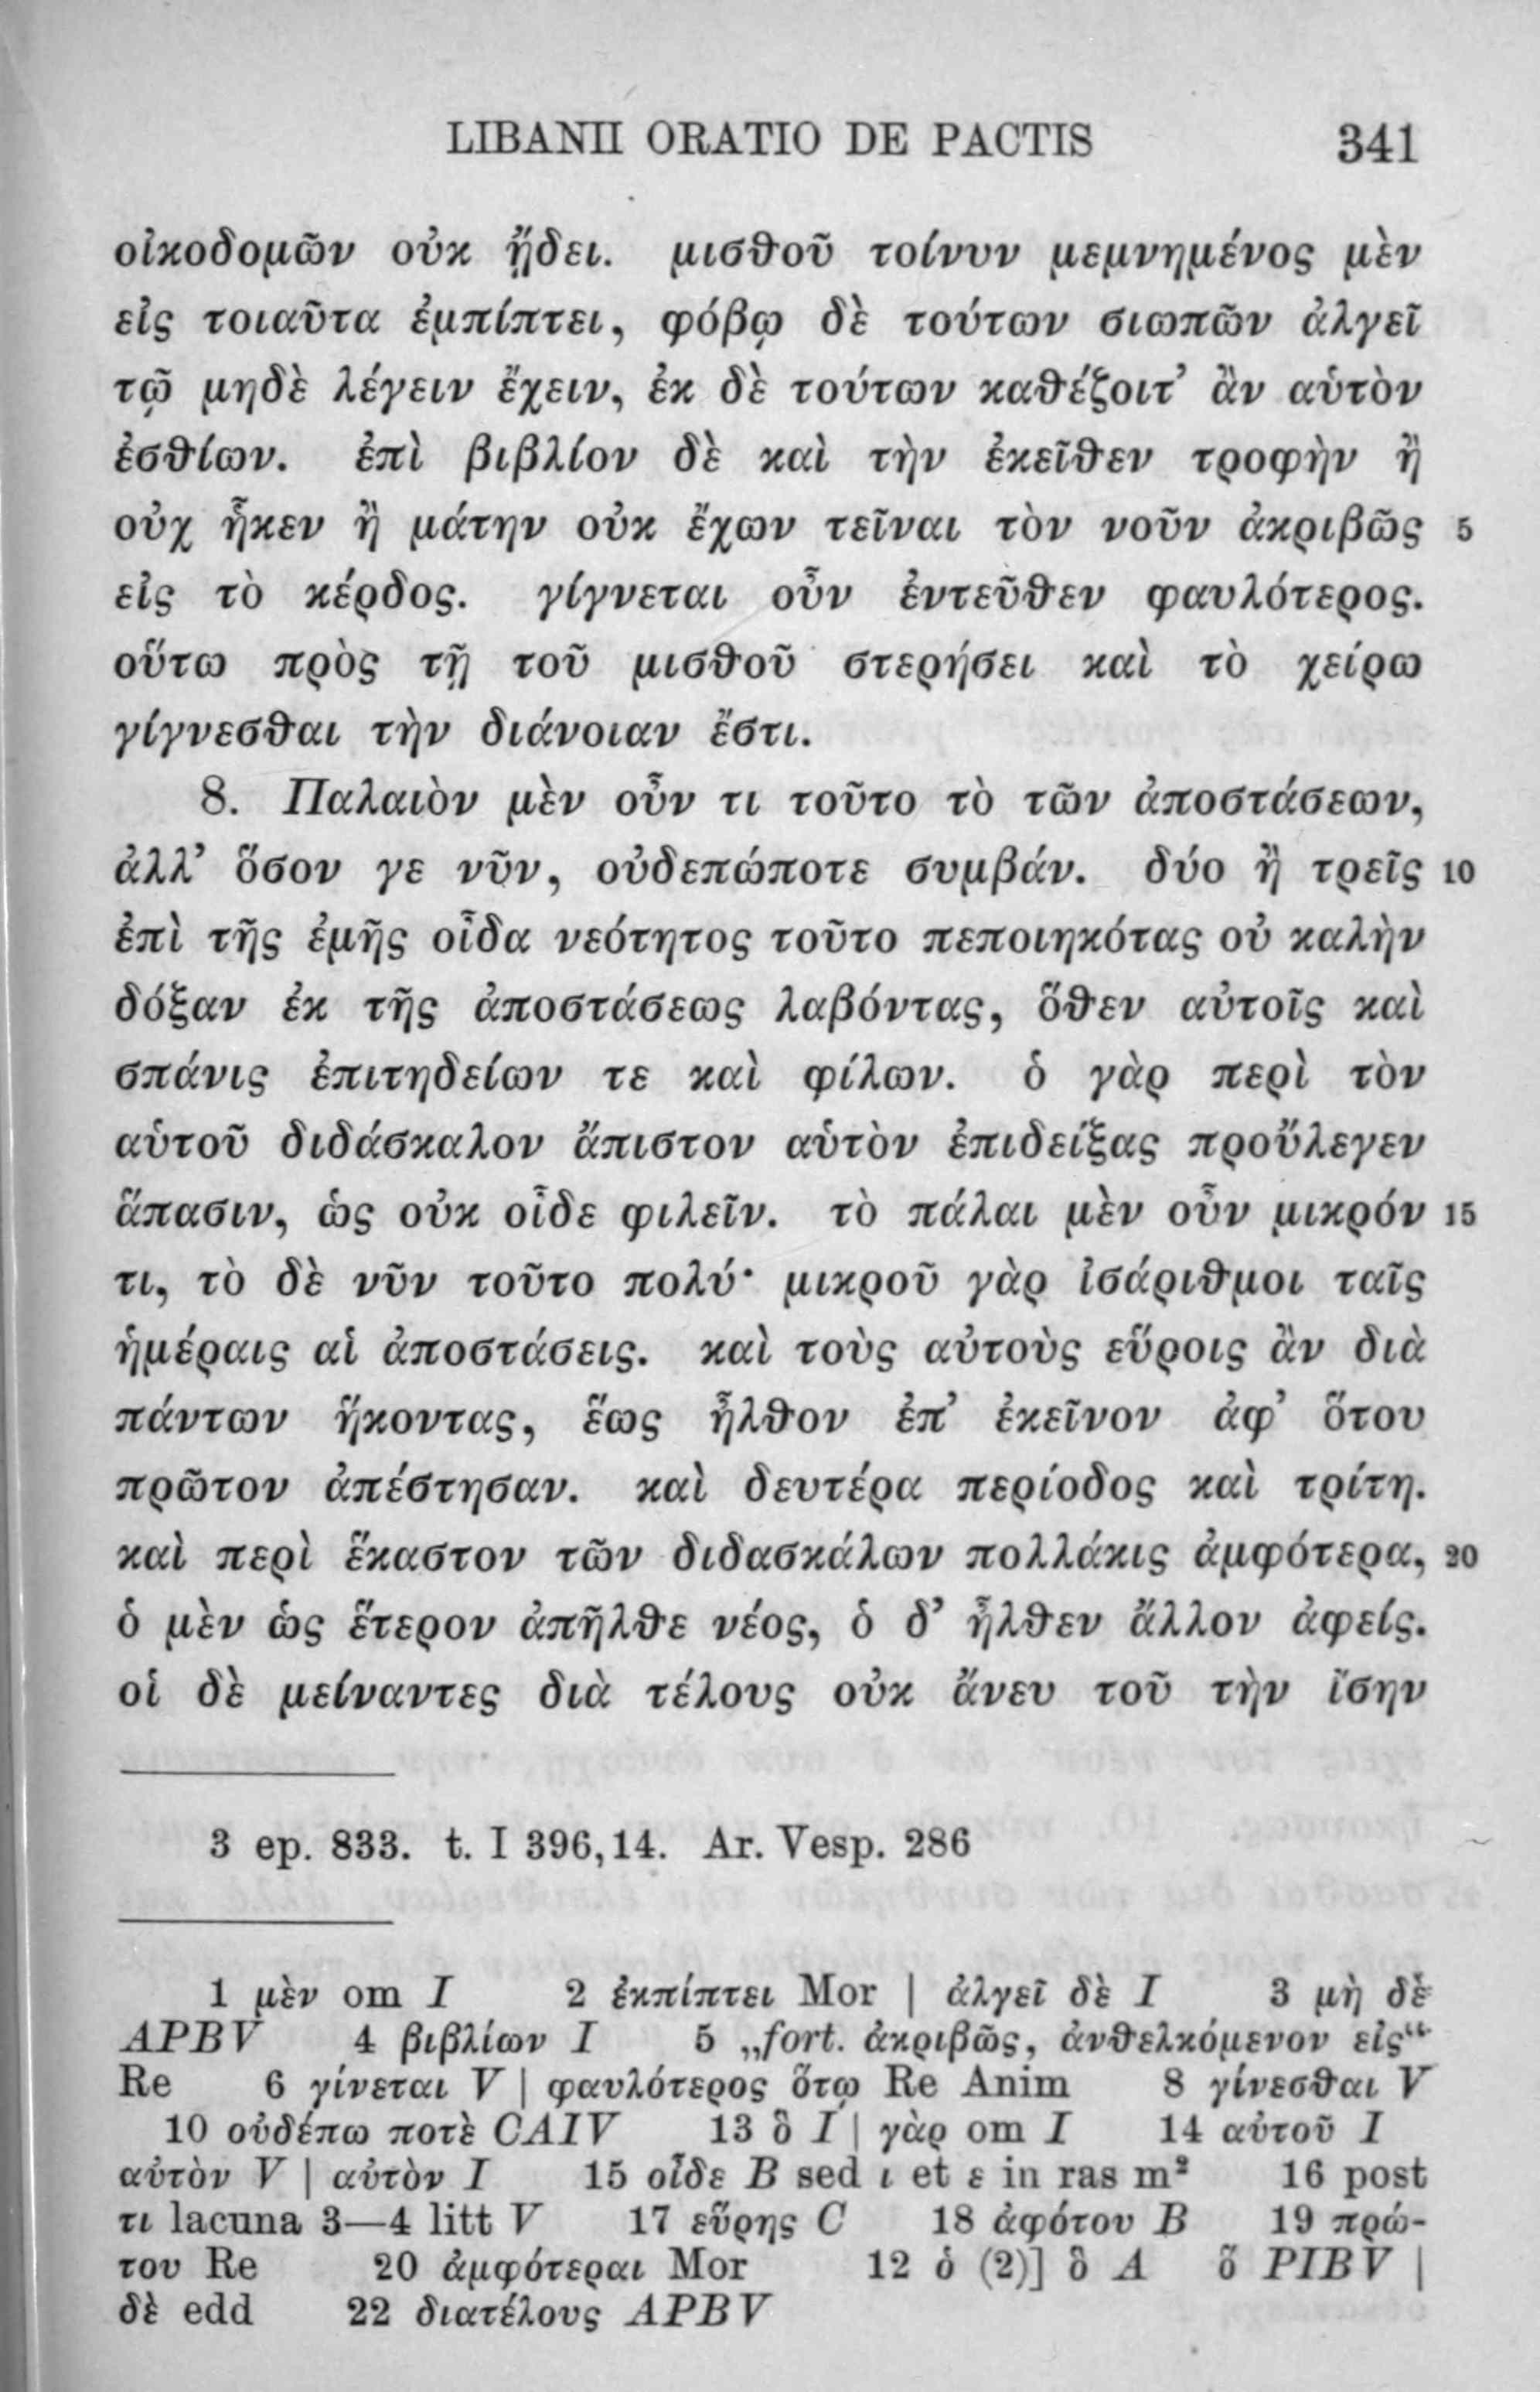 LIBANII ORATIO DE PACTIS 341
οἰκοδομῶν οὐκ ᾔδει. μισθοῦ τοίνυν μεμνημένος μὲν
εἰς τοιαῦτα ἐμπίπτει, φόβῳ δὲ τούτων σιωπῶν ἀλγεῖ
τῷ μηδὲ λέγειν ἔχειν, ἐκ δὲ τούτων καθέζοιτ’ ἂν αὑτὸν
ἐσθίων. ἐπὶ βιβλίον δὲ καὶ τὴν ἐκεῖθεν τροφὴν ἢ
οὐχ ἧκεν ἢ μάτην οὐκ ἔχων τεῖναι τὸν νοῦν ἀκριβῶς 5
εἰς τὸ κέρδος. γίγνεται οὖν ἐντεῦθεν φαυλότερος.
οὕτω πρὸς τῇ τοῦ μισθοῦ στερήσει καὶ τὸ χείρω
γίγνεσθαι τὴν διάνοιαν ἔστι.
8. Παλαιὸν μὲν οὖν τι τοῦτο τὸ τῶν ἀποστάσεων,
ἀλλ’ ὅσον γε νῦν, οὐδεπώποτε συμβάν. δύο ἢ τρεῖς 10
ἐπὶ τῆς ἐμῆς οἶδα νεότητος τοῦτο πεποιηκότας οὐ καλὴν
δόξαν ἐκ τῆς ἀποστάσεως λαβόντας, ὅθεν αὐτοῖς καὶ
σπάνις ἐπιτηδείων τε καὶ φίλων. ὁ γὰρ περὶ τὸν
αὑτοῦ διδάσκαλον ἄπιστον αὑτὸν ἐπιδείξας προὔλεγεν
ἅπασιν, ὡς οὐκ οἶδε φιλεῖν. τὸ πάλαι μὲν οὖν μικρόν 15
τι, τὸ δὲ νῦν τοῦτο πολύ· μικροῦ γὰρ ἰσάριθμοι ταῖς
ἡμέραις αἱ ἀποστάσεις. καὶ τοὺς αὐτοὺς εὕροις ἂν διὰ
πάντων ἥκοντας, ἕως ἦλθον ἐπ’ ἐκεῖνον ἀφ’ ὅτου
πρῶτον ἀπέστησαν. καὶ δευτέρα περίοδος καὶ τρίτη.
καὶ περὶ ἕκαστον τῶν διδασκάλων πολλάκις ἀμφότερα, 20
ὁ μὲν ὡς ἕτερον ἀπῆλθε νέος, ὁ δ’ ἦλθεν ἄλλον ἀφείς.
οἱ δὲ μείναντες διὰ τέλους οὐκ ἄνευ τοῦ τὴν ἴσην
3 ep. 833. t. I 396,14. Ar. Vesp. 286
1 μὲν om I 2 ἐκπίπτει Mor | ἀλγεῖ δὲ I 3 μὴ δὲ
APBV 4 βιβλίων I 5 „fort. ἀκριβῶς, ἀνθελκόμενον εἰς“
Re 6 γίνεται V | φαυλότερος ὅτῳ Re Anim 8 γίνεσθαι V
10 οὐδέπω ποτὲ CAIV 13 ὃ I | γὰρ om I 14 αὐτοῦ I
αὐτὸν V | αὐτὸν I 15 οἶδε B sed ι et ε in ras m² 16 post
τι lacuna 3—4 litt V 17 εὕρης C 18 ἀφότου B 19 πρώ-
του Re 20 ἀμφότεραι Mor 12 ὁ (2)] ὃ A ὅ PIBV |
δὲ edd 22 διατέλους APBV